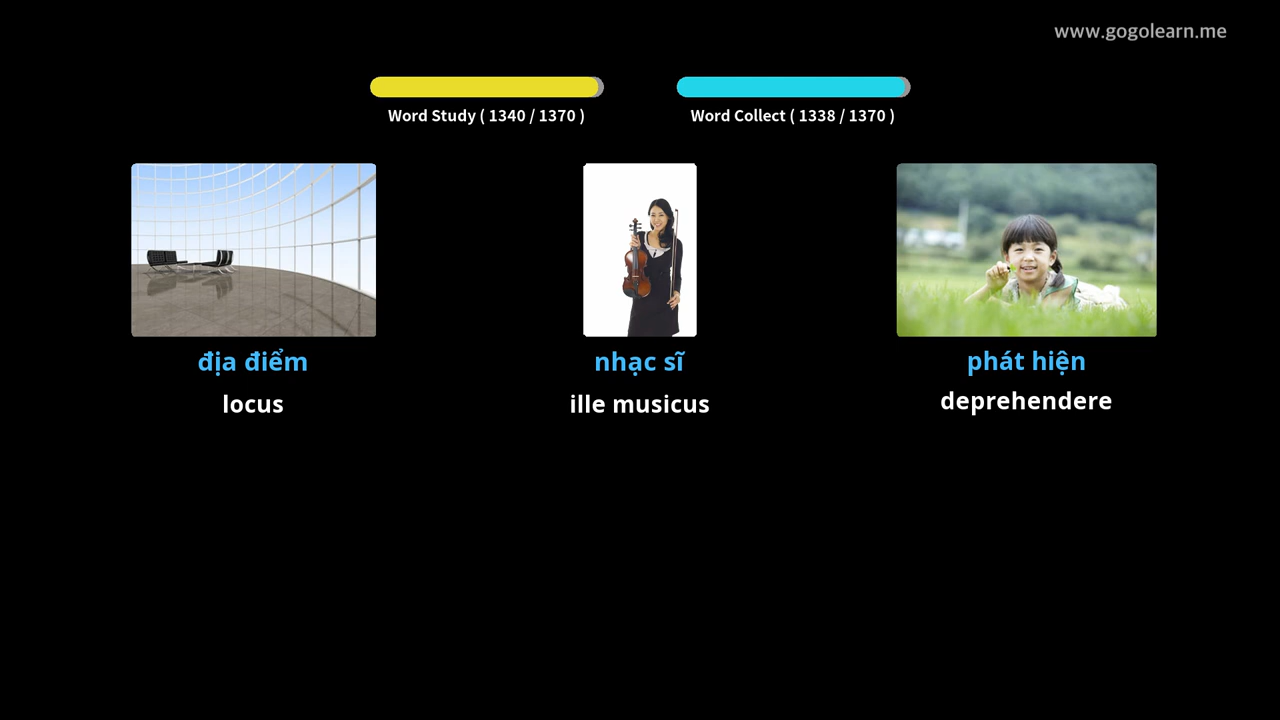 www.gogolearn.me
Word Study ( 1340 / 1370 )
Word Collect ( 1338 / 1370 )
địa điểm
nhạc sĩ
phát hiện
locus
ille musicus
deprehendere